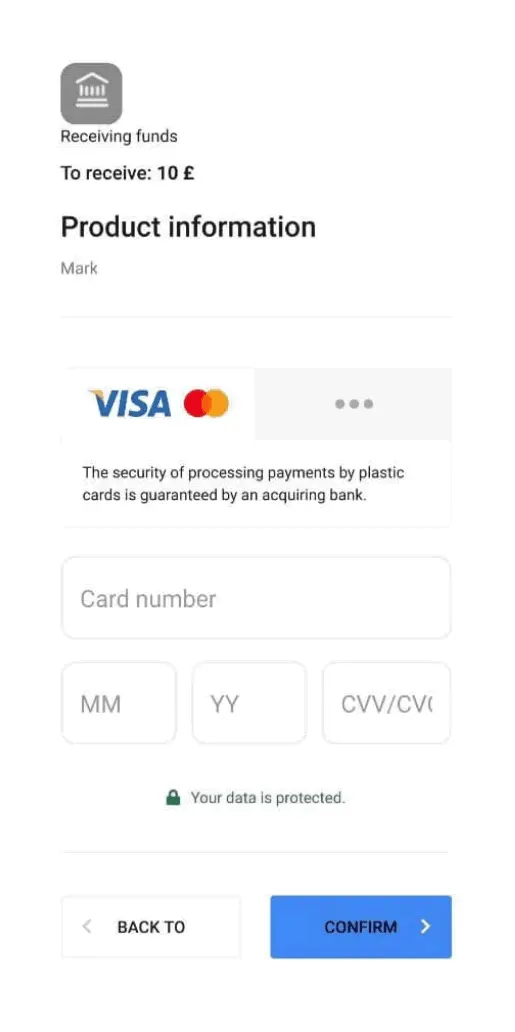 Receiving funds
To receive: 10 £
Product information
Mark
VISA
The security of processing payments by plastic
cards is guaranteed by an acquiring bank.
Card number
MM YY CVV/CV
Your data is protected.
BACK TO CONFIRM